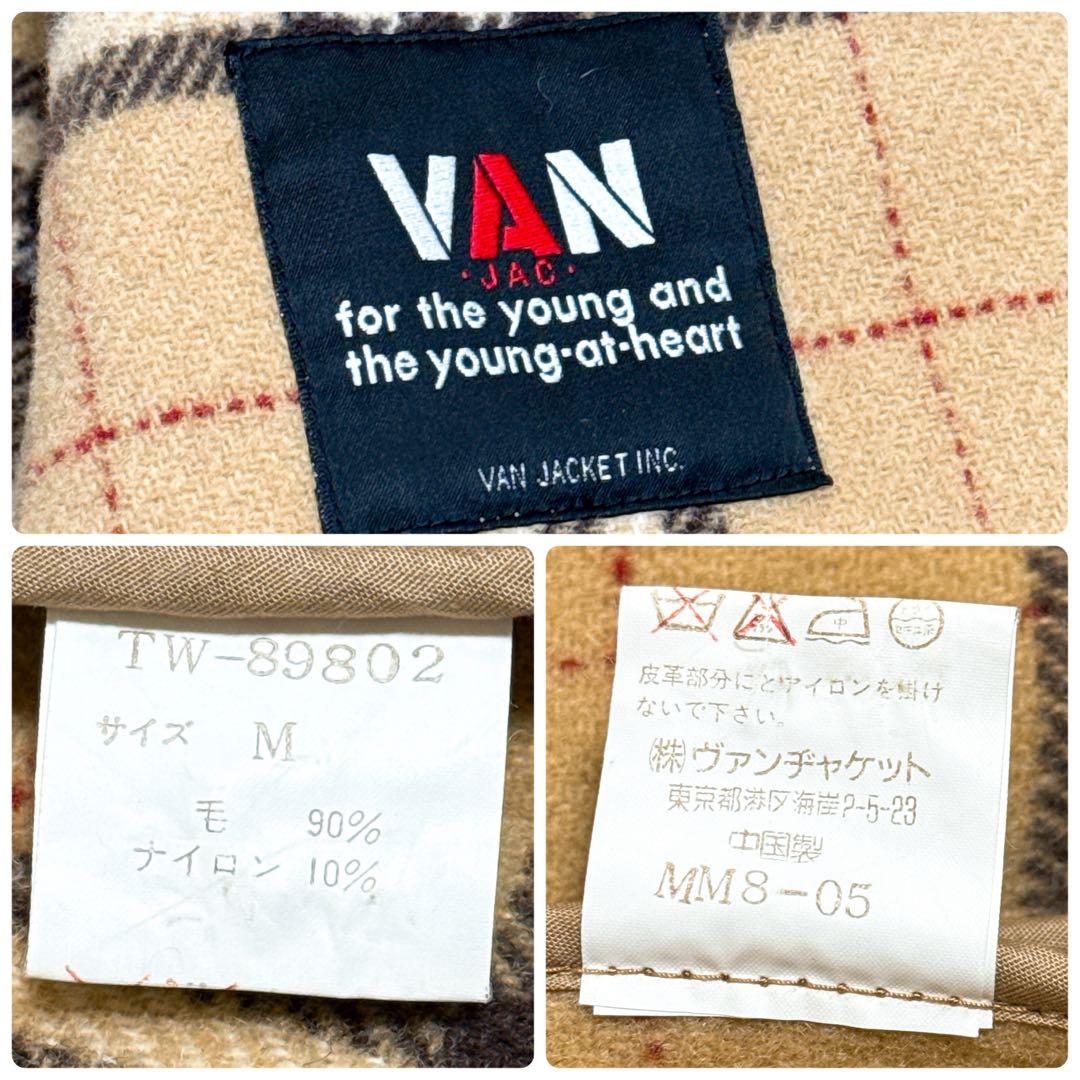 VAN
·JAC·
for the young and
the young-at-heart
VAN JACKET INC.
TW-89802
サイズ M
毛 90%
ナイロン 10%
中
皮革部分にとアイロンを掛け
ないで下さい。
(株)ヴァンヂャケット
東京都港区海岸2-5-23
中国製
MM8-05